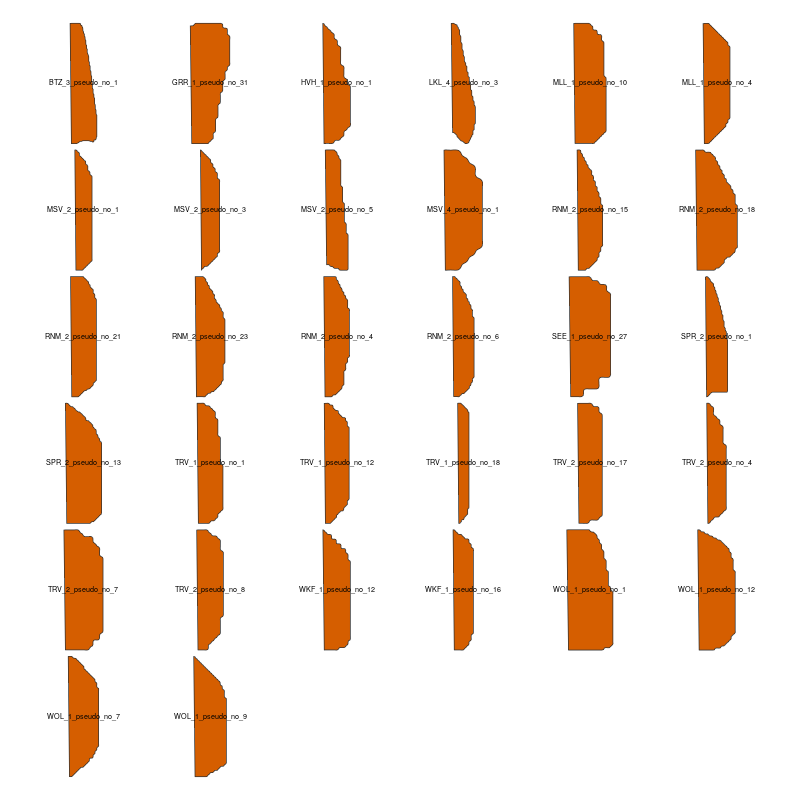 BTZ_3_pseudo_no_1
GRR_1_pseudo_no_31
HVH_1_pseudo_no_1
LKL_4_pseudo_no_3
MLL_1_pseudo_no_10
MLL_1_pseudo_no_4
MSV_2_pseudo_no_1
MSV_2_pseudo_no_3
MSV_2_pseudo_no_5
MSV_4_pseudo_no_1
RNM_2_pseudo_no_15
RNM_2_pseudo_no_18
RNM_2_pseudo_no_21
RNM_2_pseudo_no_23
RNM_2_pseudo_no_4
RNM_2_pseudo_no_6
SEE_1_pseudo_no_27
SPR_2_pseudo_no_1
SPR_2_pseudo_no_13
TRV_1_pseudo_no_1
TRV_1_pseudo_no_12
TRV_1_pseudo_no_18
TRV_2_pseudo_no_17
TRV_2_pseudo_no_4
TRV_2_pseudo_no_7
TRV_2_pseudo_no_8
WKF_1_pseudo_no_12
WKF_1_pseudo_no_16
WOL_1_pseudo_no_1
WOL_1_pseudo_no_12
WOL_1_pseudo_no_7
WOL_1_pseudo_no_9